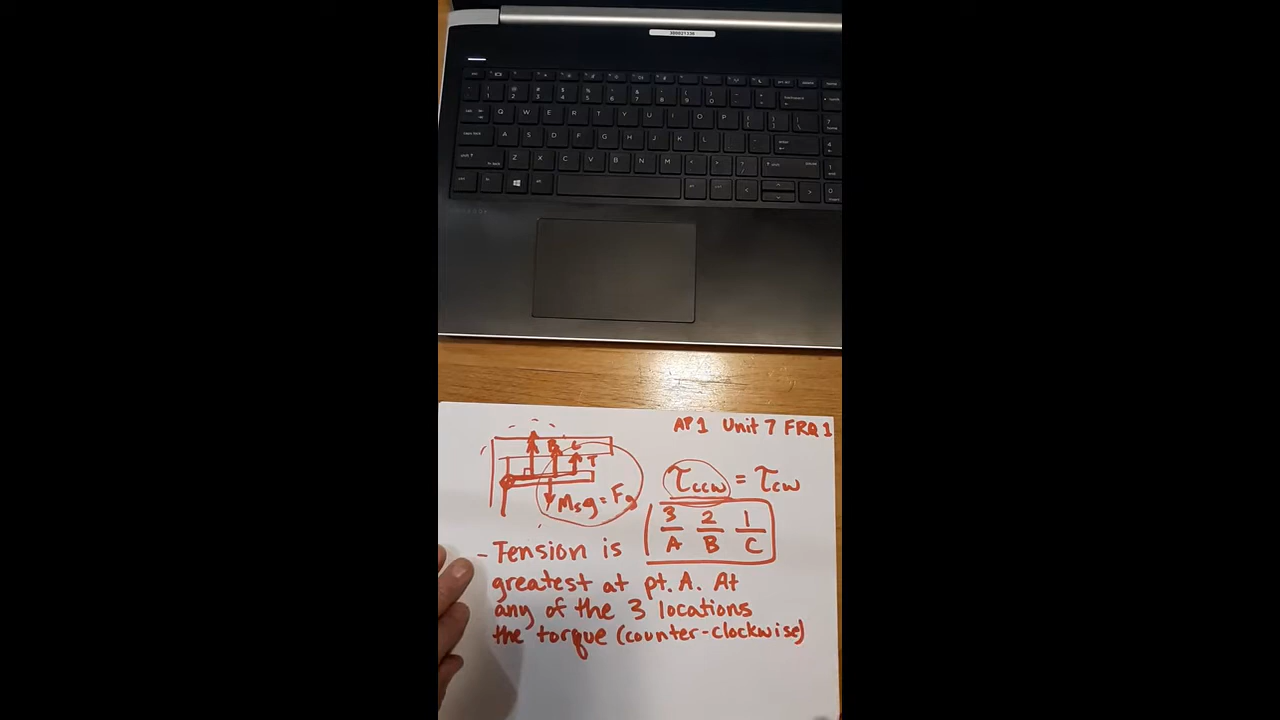 Q W E R T Y U I O P
A S D F G H J K L
Z X C V B N M
AP1 Unit 7 FRQ 1
B C
T
τccw = τcw
Msg = Fg
3 2 1
A B C
- Tension is
greatest at pt. A. At
any of the 3 locations
the torque (counter-clockwise)